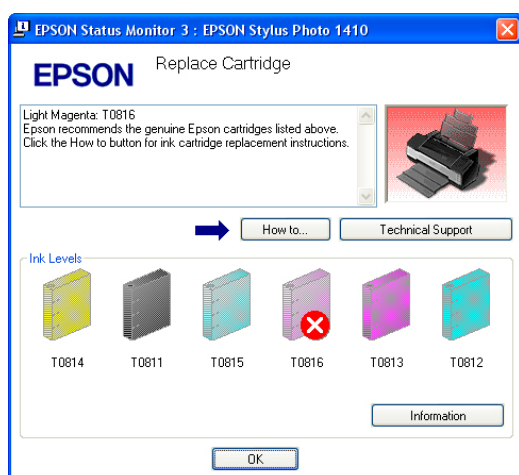 EPSON Status Monitor 3 : EPSON Stylus Photo 1410
EPSON
Replace Cartridge
Light Magenta: T0816
Epson recommends the genuine Epson cartridges listed above.
Click the How to button for ink cartridge replacement instructions.
How to...
Technical Support
Ink Levels
T0814 T0811 T0815 T0816 T0813 T0812
Information
OK